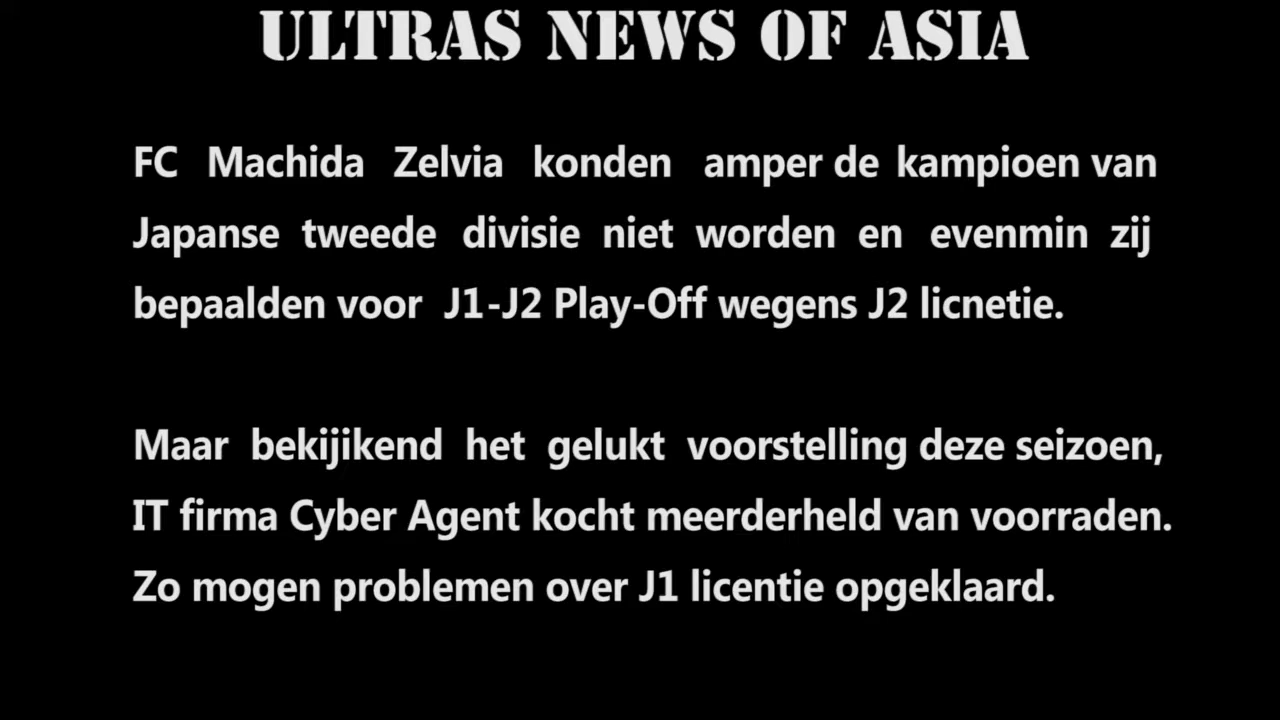 ULTRAS NEWS OF ASIA
FC Machida Zelvia konden amper de kampioen van
Japanse tweede divisie niet worden en evenmin zij
bepaalden voor J1-J2 Play-Off wegens J2 licnetie.
Maar bekijikend het gelukt voorstelling deze seizoen,
IT firma Cyber Agent kocht meerderheld van voorraden.
Zo mogen problemen over J1 licentie opgeklaard.